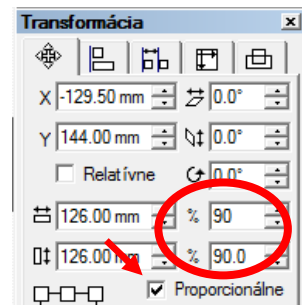 Transformácia
X -129.50 mm 0.0°
Y 144.00 mm 0.0°
Relatívne 0.0°
126.00 mm % 90
126.00 mm % 90.0
Proporcionálne